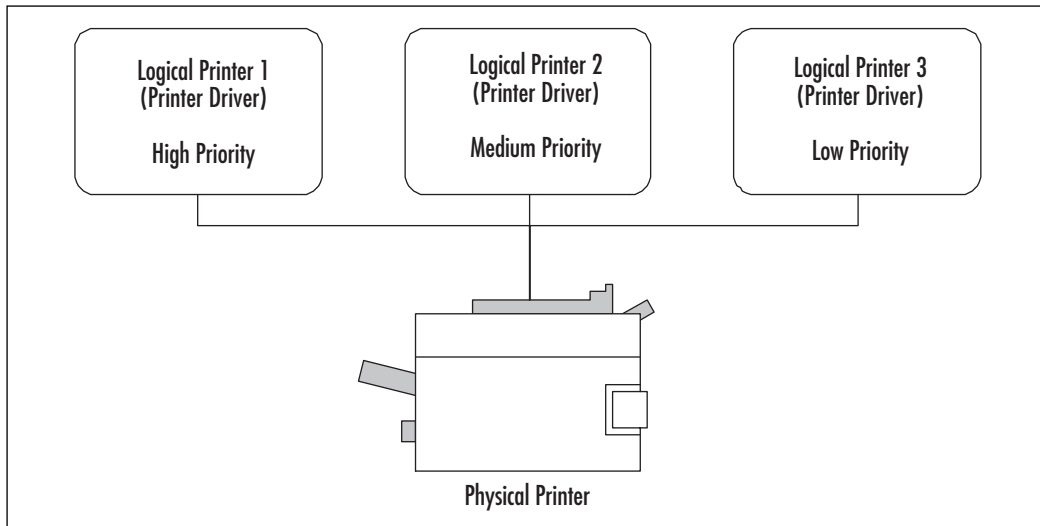 Logical Printer 1
(Printer Driver)
High Priority
Logical Printer 2
(Printer Driver)
Medium Priority
Logical Printer 3
(Printer Driver)
Low Priority
Physical Printer